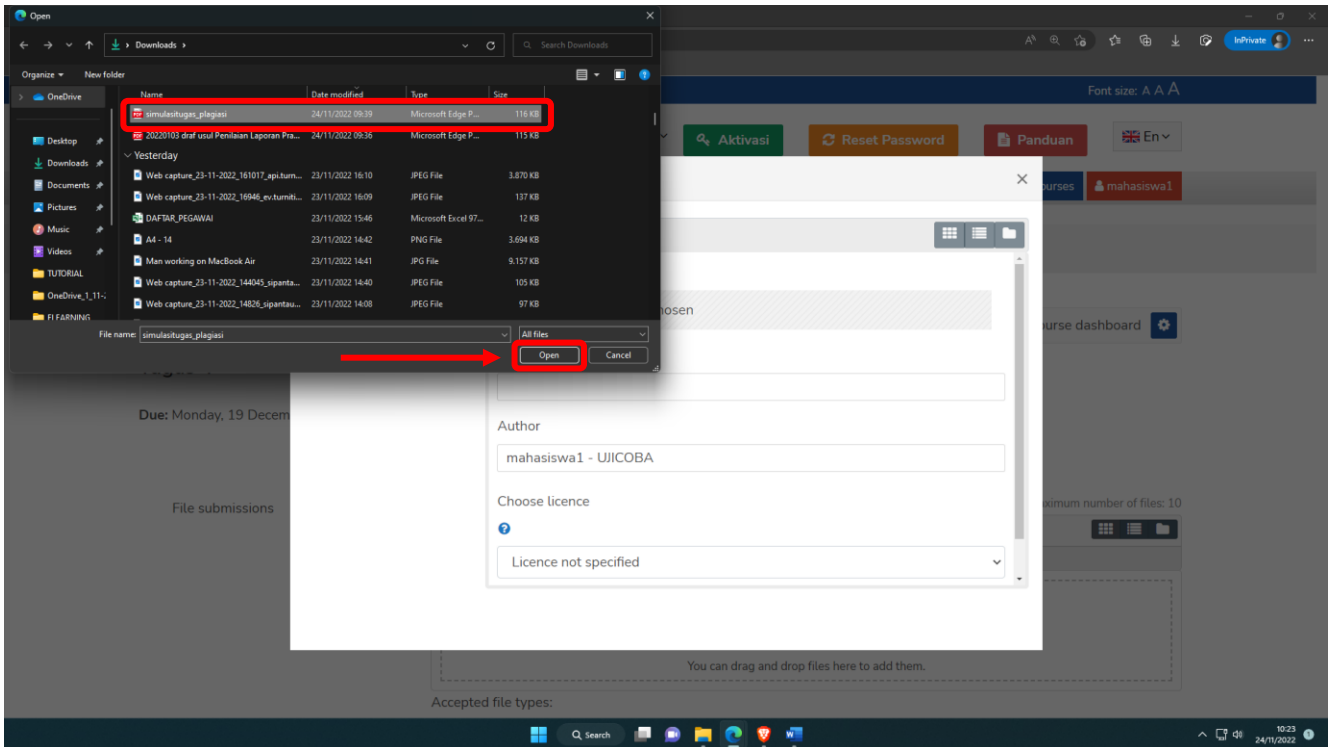 Open
Downloads
Search Downloads
InPrivate
Organize
New folder
OneDrive
Desktop
Downloads
Documents
Pictures
Music
Videos
TUTORIAL
OneDrive_1_11-
Name Date modified Type Size
simulasitugas_plagiasi 24/11/2022 09:39 Microsoft Edge P... 116 KB
20220103 draf usul Penilaian Laporan Pra... 24/11/2022 09:36 Microsoft Edge P... 115 KB
Yesterday
Web capture_23-11-2022_161017_api.turn... 23/11/2022 16:10 JPEG File 3.870 KB
Web capture_23-11-2022_16946_ev.turniti... 23/11/2022 16:09 JPEG File 137 KB
DAFTAR_PEGAWAI 23/11/2022 15:46 Microsoft Excel 97... 12 KB
A4 - 14 23/11/2022 14:42 PNG File 3.694 KB
Man working on MacBook Air 23/11/2022 14:41 JPG File 9.157 KB
Web capture_23-11-2022_144045_sipanta... 23/11/2022 14:40 JPEG File 105 KB
Web capture_23-11-2022_14826_sipantau... 23/11/2022 14:08 JPEG File 97 KB
File name: simulasitugas_plagiasi All files
Open Cancel
Font size: A A A
Aktivasi Reset Password Panduan En
mahasiswa1
Due: Monday, 19 Decem
File submissions
Author
mahasiswa1 - UJICOBA
Choose licence
Licence not specified
urse dashboard
ximum number of files: 10
You can drag and drop files here to add them.
Accepted file types:
Search
10:23
24/11/2022